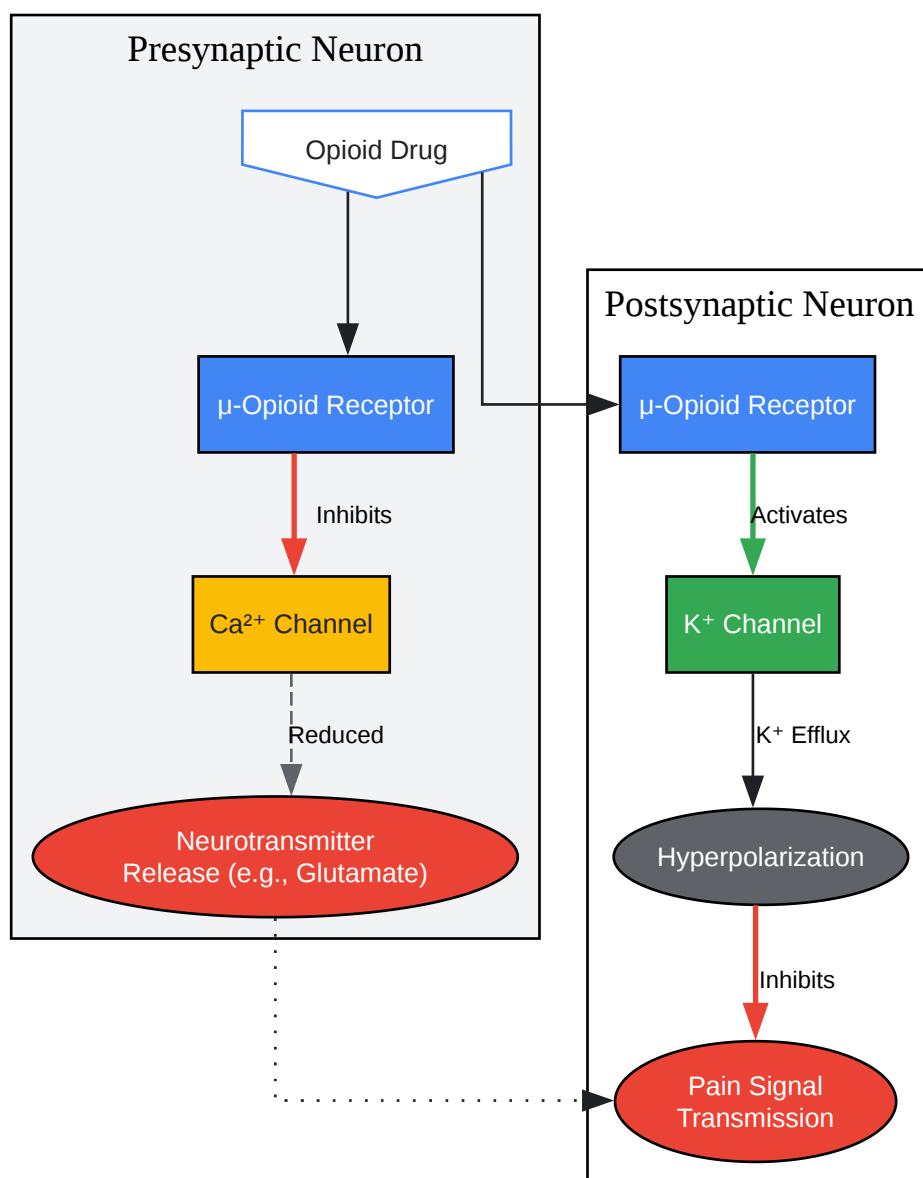 Presynaptic Neuron
Opioid Drug
μ-Opioid Receptor
Inhibits
Ca²⁺ Channel
Reduced
Neurotransmitter
Release (e.g., Glutamate)
Postsynaptic Neuron
μ-Opioid Receptor
Activates
K⁺ Channel
K⁺ Efflux
Hyperpolarization
Inhibits
Pain Signal
Transmission